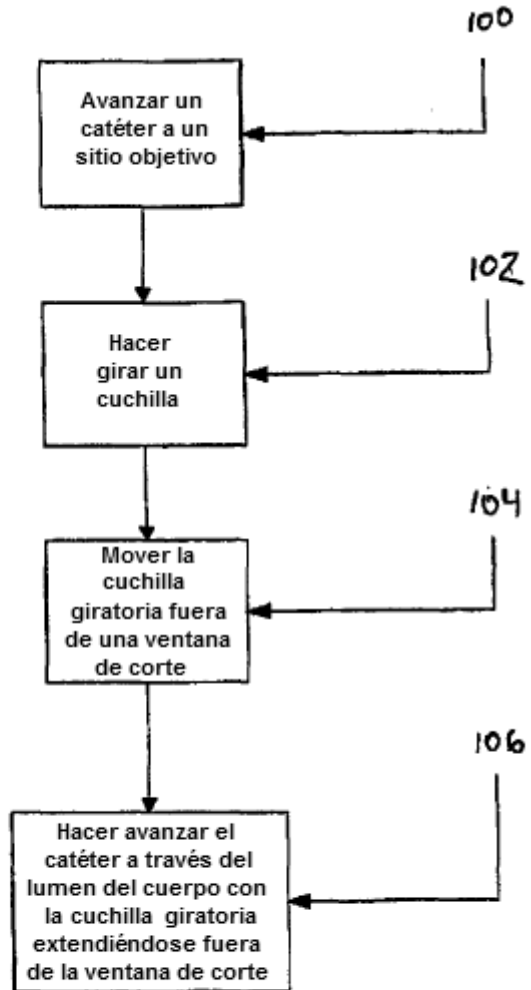 100
Avanzar un
catéter a un
sitio objetivo
102
Hacer
girar un
cuchilla
104
Mover la
cuchilla
giratoria fuera
de una ventana
de corte
106
Hacer avanzar el
catéter a través del
lumen del cuerpo con
la cuchilla giratoria
extendiéndose fuera
de la ventana de corte